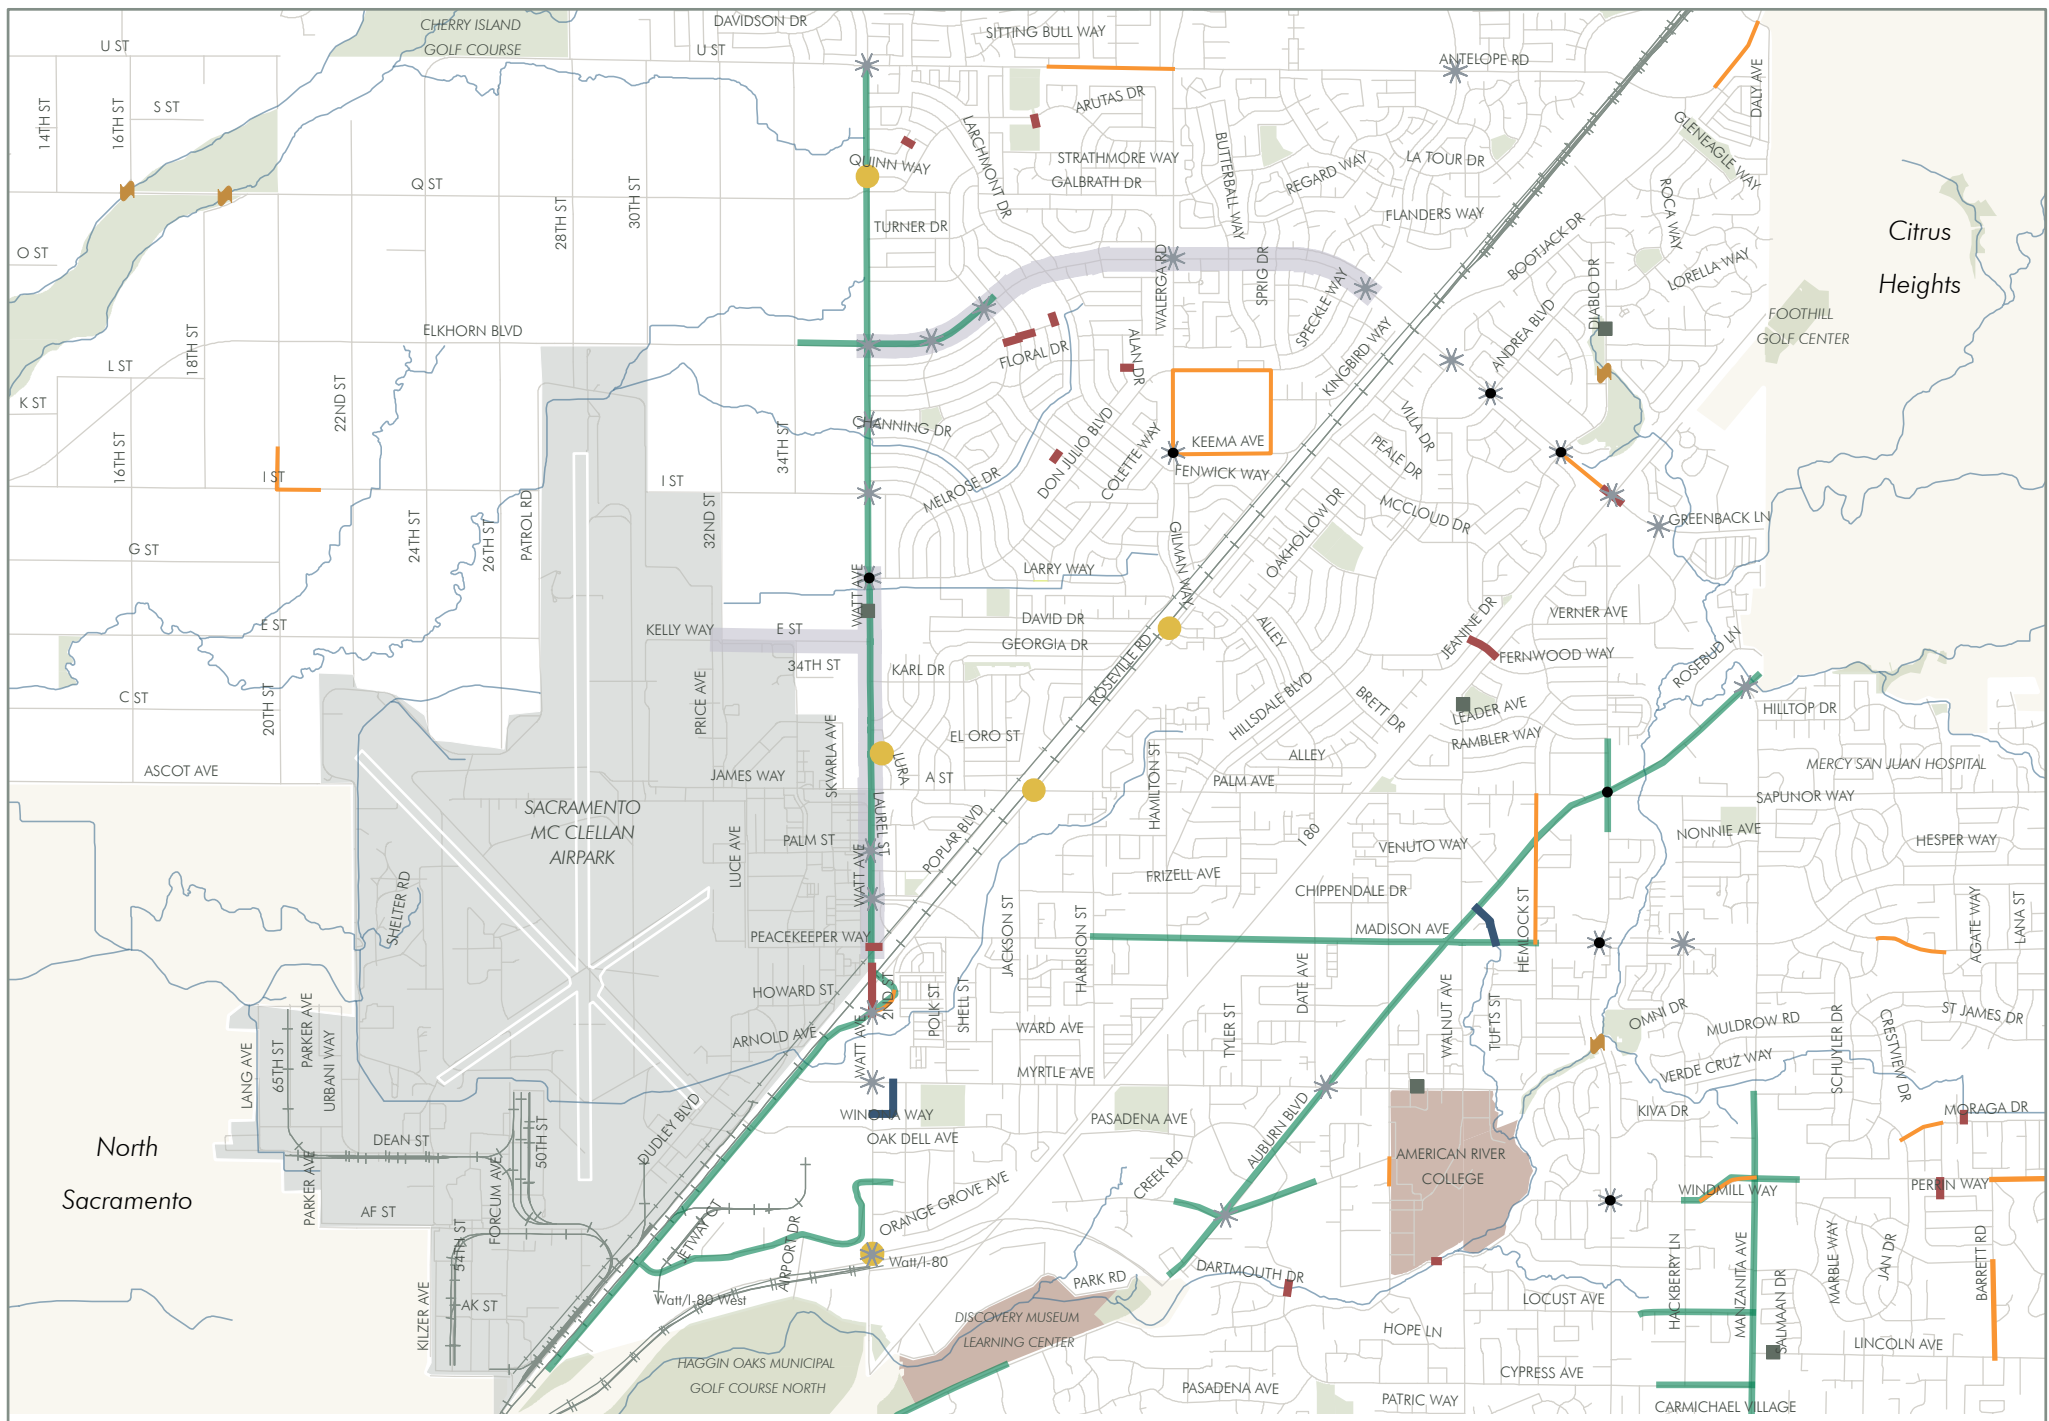 CHERRY ISLAND
GOLF COURSE
DAVIDSON DR
SITTING BULL WAY
U ST
U ST
ANTELOPE RD
DALY AVE
14TH ST
16TH ST
S ST
ARUTAS DR
LARCHMONT DR
GLENEAGLE WAY
QUINN WAY
STRATHMORE WAY
BUTTERBALL WAY
REGARD WAY
LA TOUR DR
Q ST
GALBRATH DR
ROCA WAY
28TH ST
30TH ST
TURNER DR
FLANDERS WAY
BOOTJACK DR
Citrus
Heights
O ST
WALERGA RD
SPRIG DR
SPECKLE WAY
DIABLO DR
LORELLA WAY
FOOTHILL
GOLF CENTER
18TH ST
ELKHORN BLVD
FLORAL DR
ALAN DR
KINGBIRD WAY
ANDREA BLVD
L ST
K ST
22ND ST
16TH ST
34TH ST
CHANNING DR
DON JULIO BLVD
COLETTE WAY
KEEMA AVE
VILLA DR
PEALE DR
I ST
I ST
MELROSE DR
FENWICK WAY
MCCLOUD DR
GREENBACK LN
24TH ST
26TH ST
PATROL RD
32ND ST
GILMAN WAY
OAKHOLLOW DR
G ST
LARRY WAY
WATT AVE
E ST
KELLY WAY
E ST
DAVID DR
GEORGIA DR
ALLEY
JEANINE DR
VERNER AVE
34TH ST
KARL DR
ROSEVILLE RD
FERNWOOD WAY
ROSEBUD LN
C ST
20TH ST
PRICE AVE
SKVARLA AVE
EL ORO ST
HILLSDALE BLVD
BRETT DR
LEADER AVE
RAMBLER WAY
HILLTOP DR
ASCOT AVE
JAMES WAY
LURA
A ST
HAMILTON ST
PALM AVE
ALLEY
MERCY SAN JUAN HOSPITAL
SAPUNOR WAY
SACRAMENTO
MC CLELLAN
AIRPARK
LUCE AVE
PALM ST
LAUREL ST
WATT AVE
POPLAR BLVD
FRIZELL AVE
I 80
VENUTO WAY
NONNIE AVE
HESPER WAY
SHELTER RD
CHIPPENDALE DR
PEACEKEEPER WAY
JACKSON ST
HARRISON ST
MADISON AVE
HEMLOCK ST
AGATE WAY
LANA ST
HOWARD ST
2ND ST
POLK ST
SHELL ST
DATE AVE
WALNUT AVE
TUFTS ST
OMNI DR
MULDROW RD
ST JAMES DR
ARNOLD AVE
WATT AVE
WARD AVE
TYLER ST
SCHUYLER DR
CRESTVIEW DR
LANG AVE
65TH ST
PARKER AVE
URBANI WAY
MYRTLE AVE
VERDE CRUZ WAY
WINONA WAY
PASADENA AVE
KIVA DR
MORAGA DR
North
Sacramento
DEAN ST
50TH ST
DUDLEY BLVD
OAK DELL AVE
AUBURN BLVD
AMERICAN RIVER
COLLEGE
PARKER AVE
FORCUM AVE
CREEK RD
WINDMILL WAY
PERRIN WAY
AF ST
54TH ST
JETWAY CT
AIRPORT DR
ORANGE GROVE AVE
HACKBERRY LN
MANZANITA AVE
MARBLE WAY
JAN DR
BARRETT RD
Watt/I-80
Watt/I-80 West
PARK RD
DARTMOUTH DR
LOCUST AVE
SALMAAN DR
KILZER AVE
AK ST
DISCOVERY MUSEUM
LEARNING CENTER
HOPE LN
LINCOLN AVE
HAGGIN OAKS MUNICIPAL
GOLF COURSE NORTH
PASADENA AVE
CYPRESS AVE
PATRIC WAY
CARMICHAEL VILLAGE